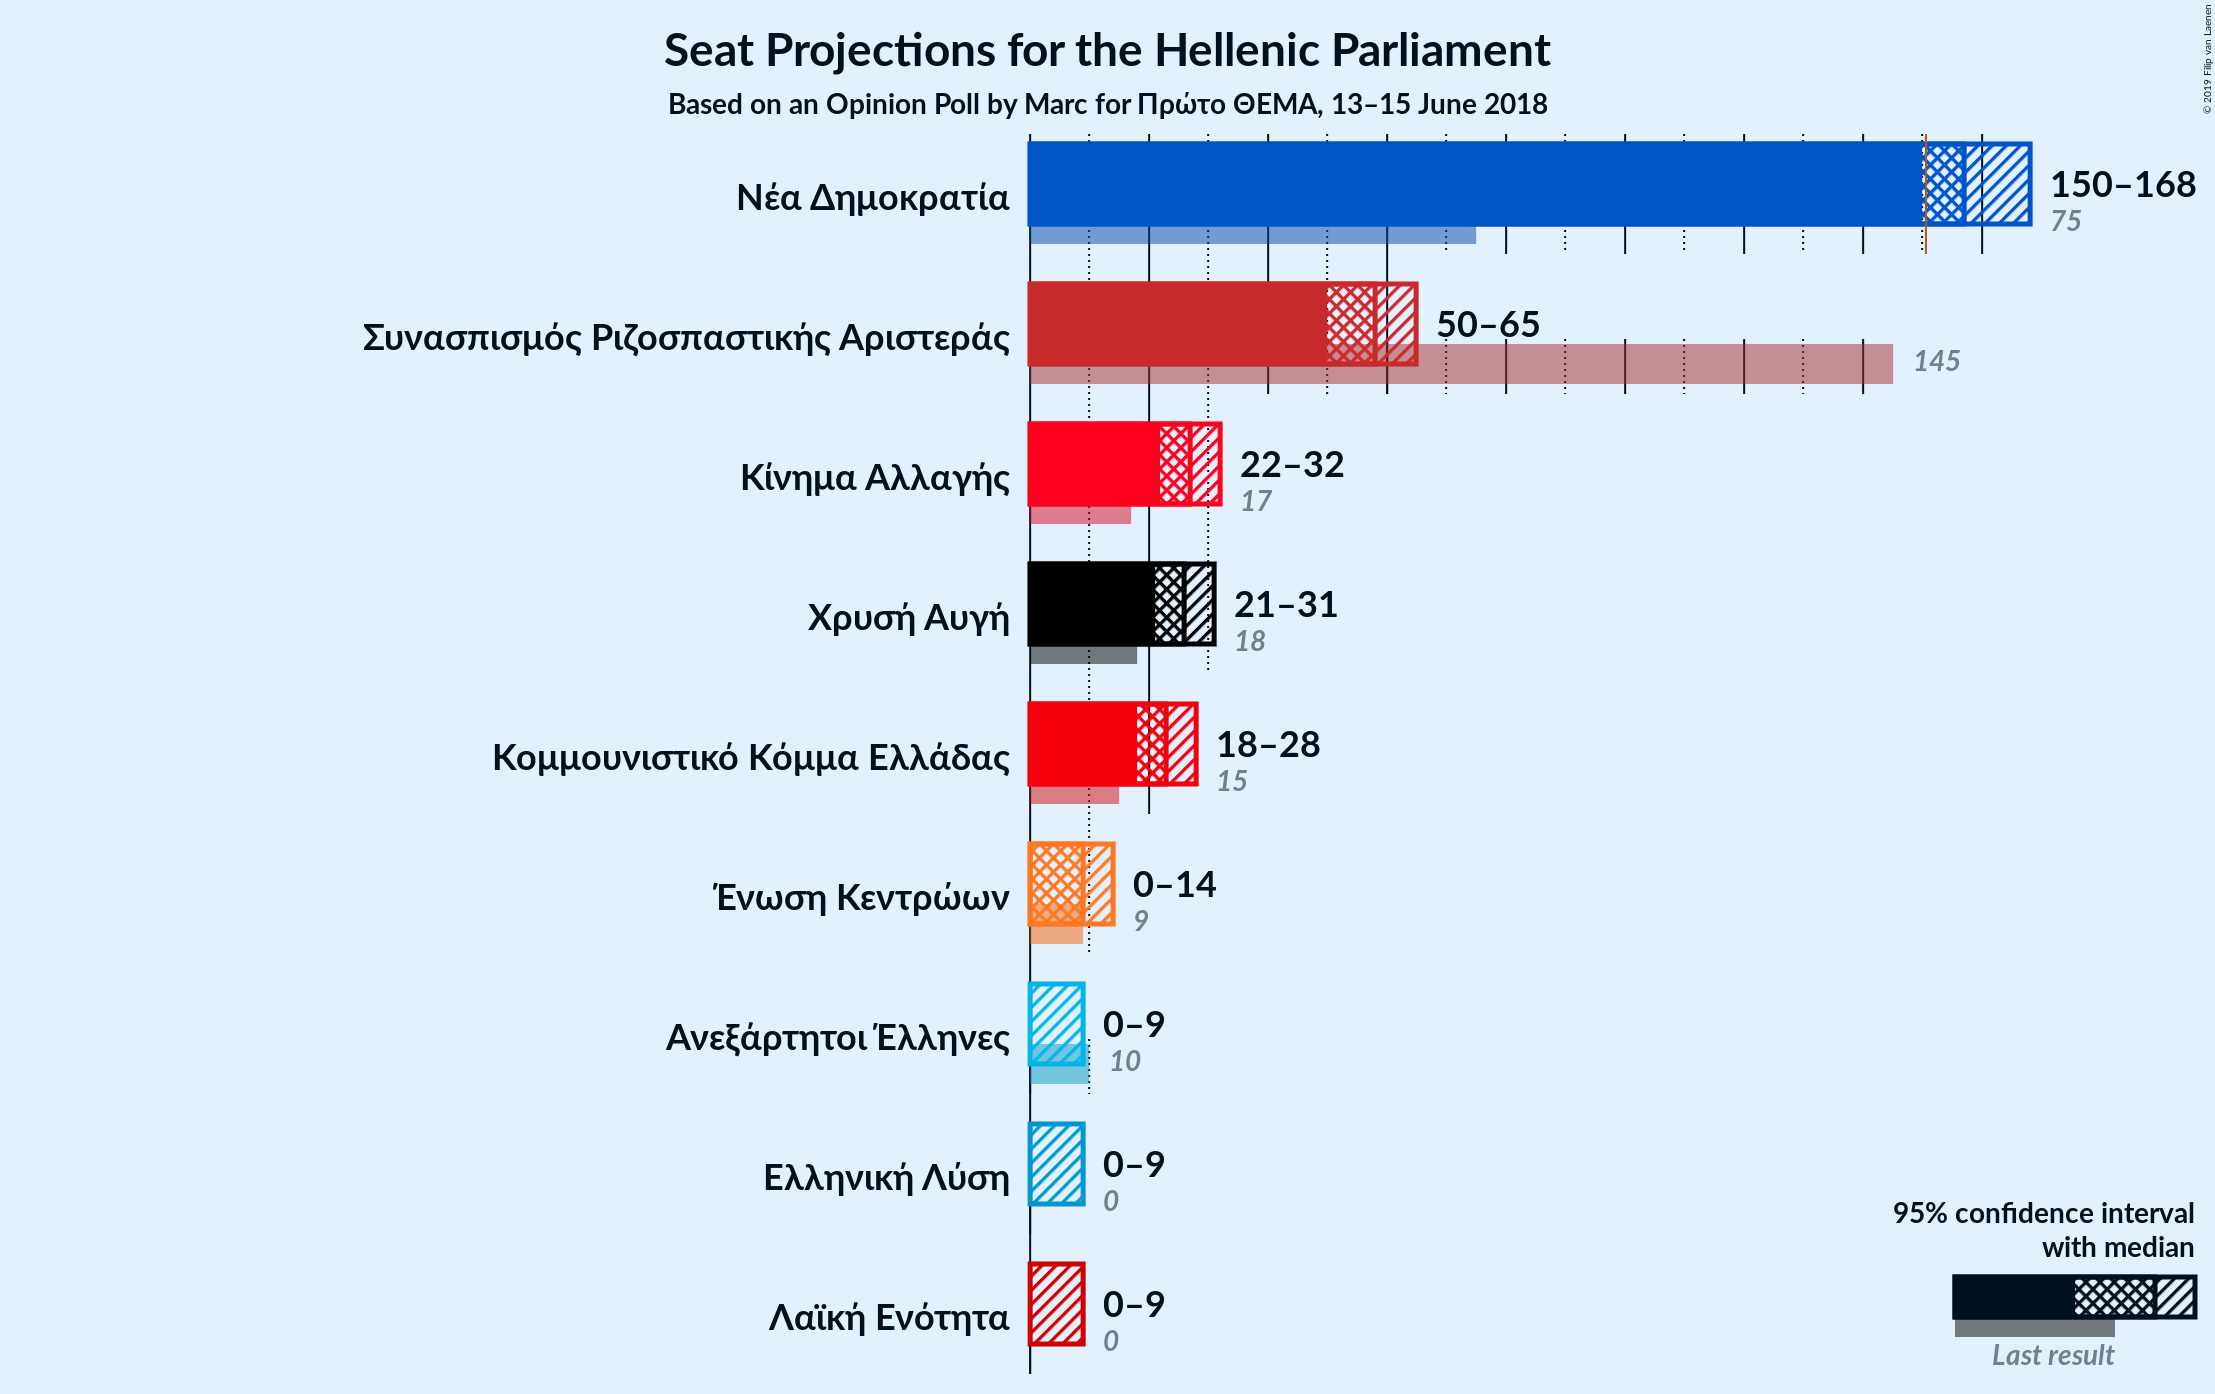 Seat Projections for the Hellenic Parliament
Based on an Opinion Poll by Marc for Πρώτο ΘΕΜΑ, 13–15 June 2018
© 2019 Filip van Laenen
Νέα Δημοκρατία
150–168
75
Συνασπισμός Ριζοσπαστικής Αριστεράς
50–65
145
Κίνημα Αλλαγής
22–32
17
Χρυσή Αυγή
21–31
18
Κομμουνιστικό Κόμμα Ελλάδας
18–28
15
Ένωση Κεντρώων
0–14
9
Ανεξάρτητοι Έλληνες
0–9
10
Ελληνική Λύση
0–9
0
Λαϊκή Ενότητα
0–9
0
95% confidence interval
with median
Last result